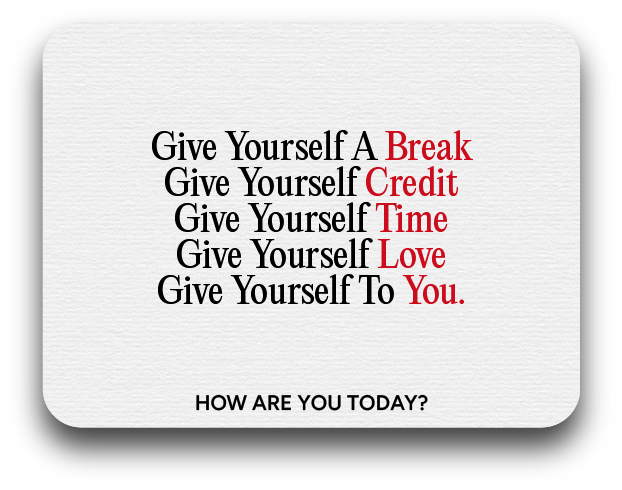 Give Yourself A Break
Give Yourself Credit
Give Yourself Time
Give Yourself Love
Give Yourself To You.
HOW ARE YOU TODAY?